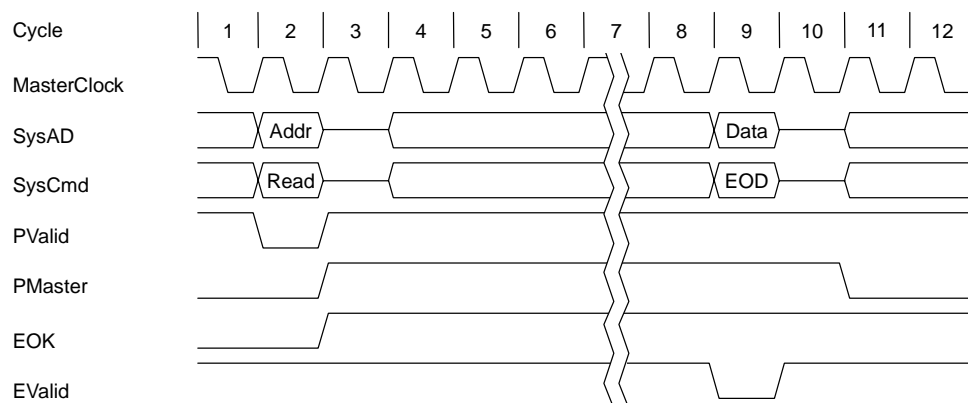 Cycle 1 2 3 4 5 6 7 8 9 10 11 12
MasterClock
SysAD Addr Data
SysCmd Read EOD
PValid
PMaster
EOK
EValid